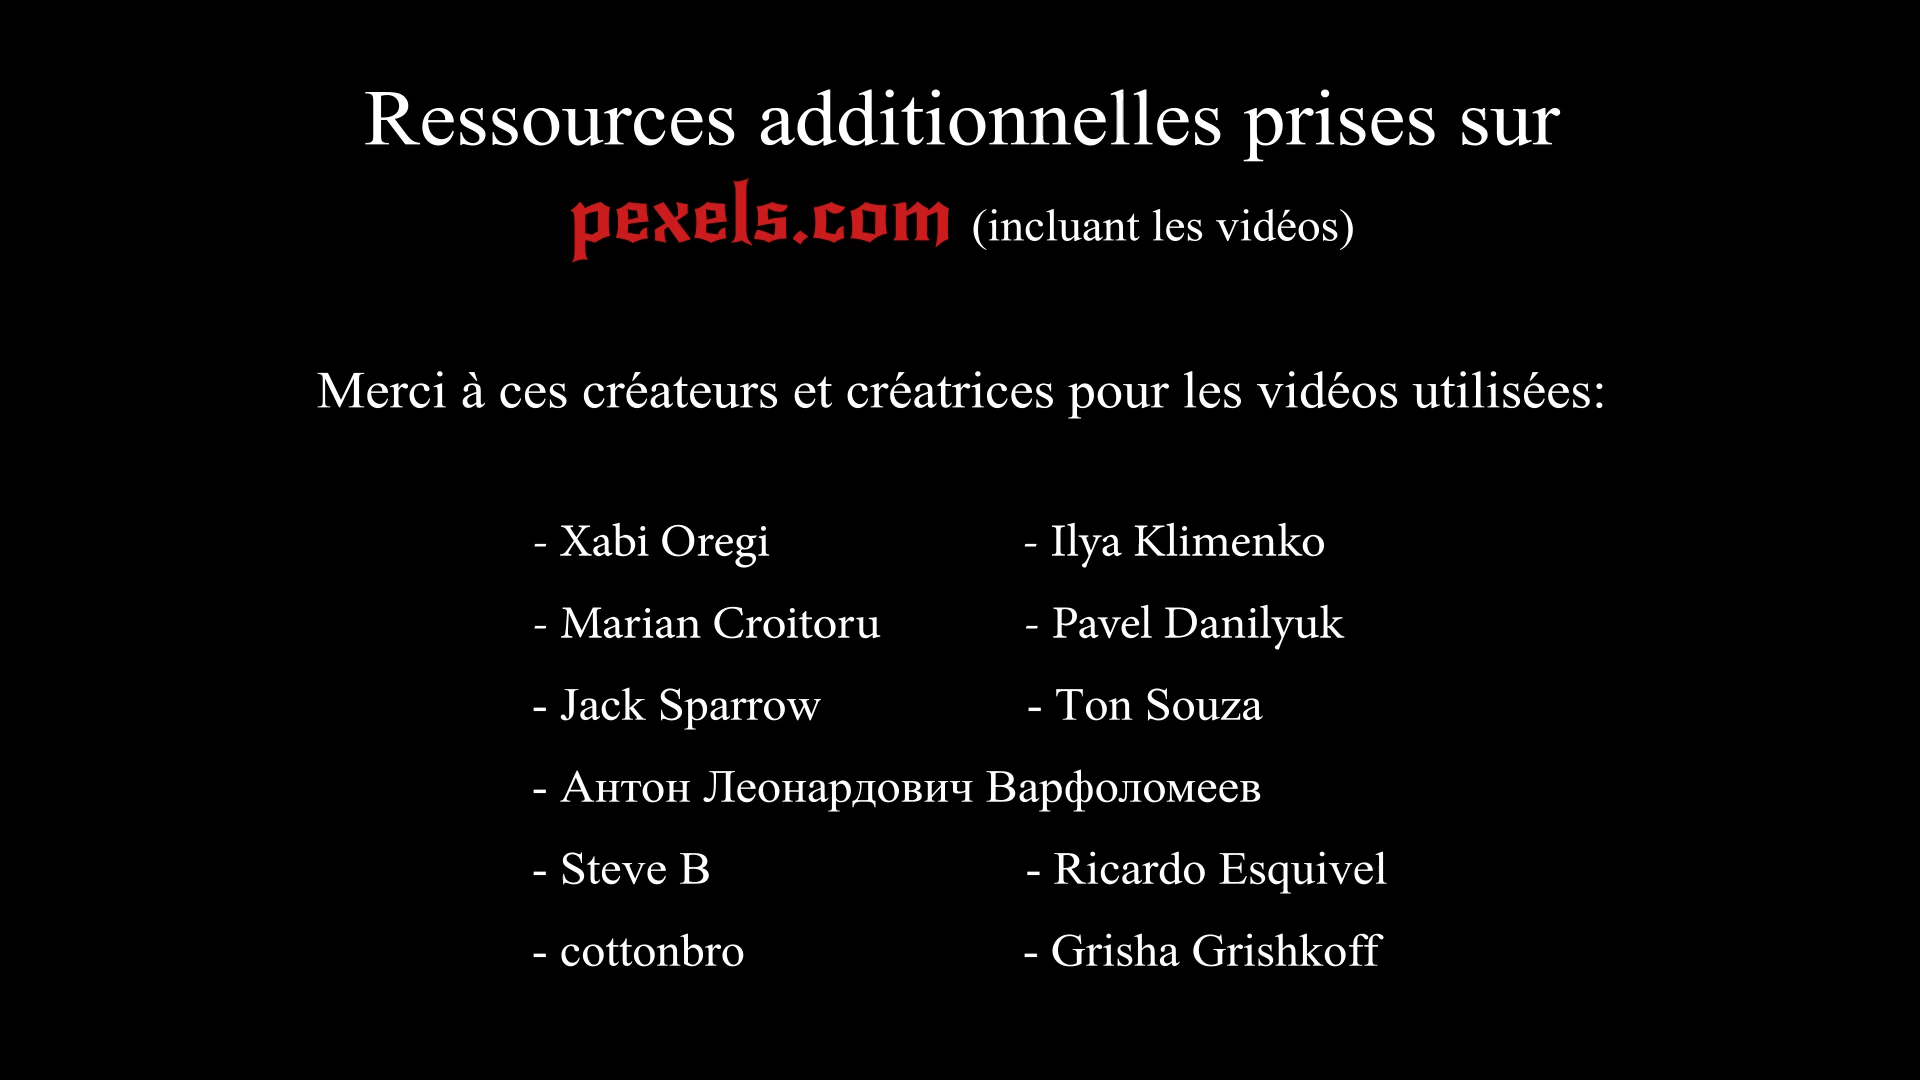 Ressources additionnelles prises sur
pexels.com (incluant les vidéos)
Merci à ces créateurs et créatrices pour les vidéos utilisées:
- Xabi Oregi - Ilya Klimenko
- Marian Croitoru - Pavel Danilyuk
- Jack Sparrow - Ton Souza
- Антон Леонардович Варфоломеев
- Steve B - Ricardo Esquivel
- cottonbro - Grisha Grishkoff